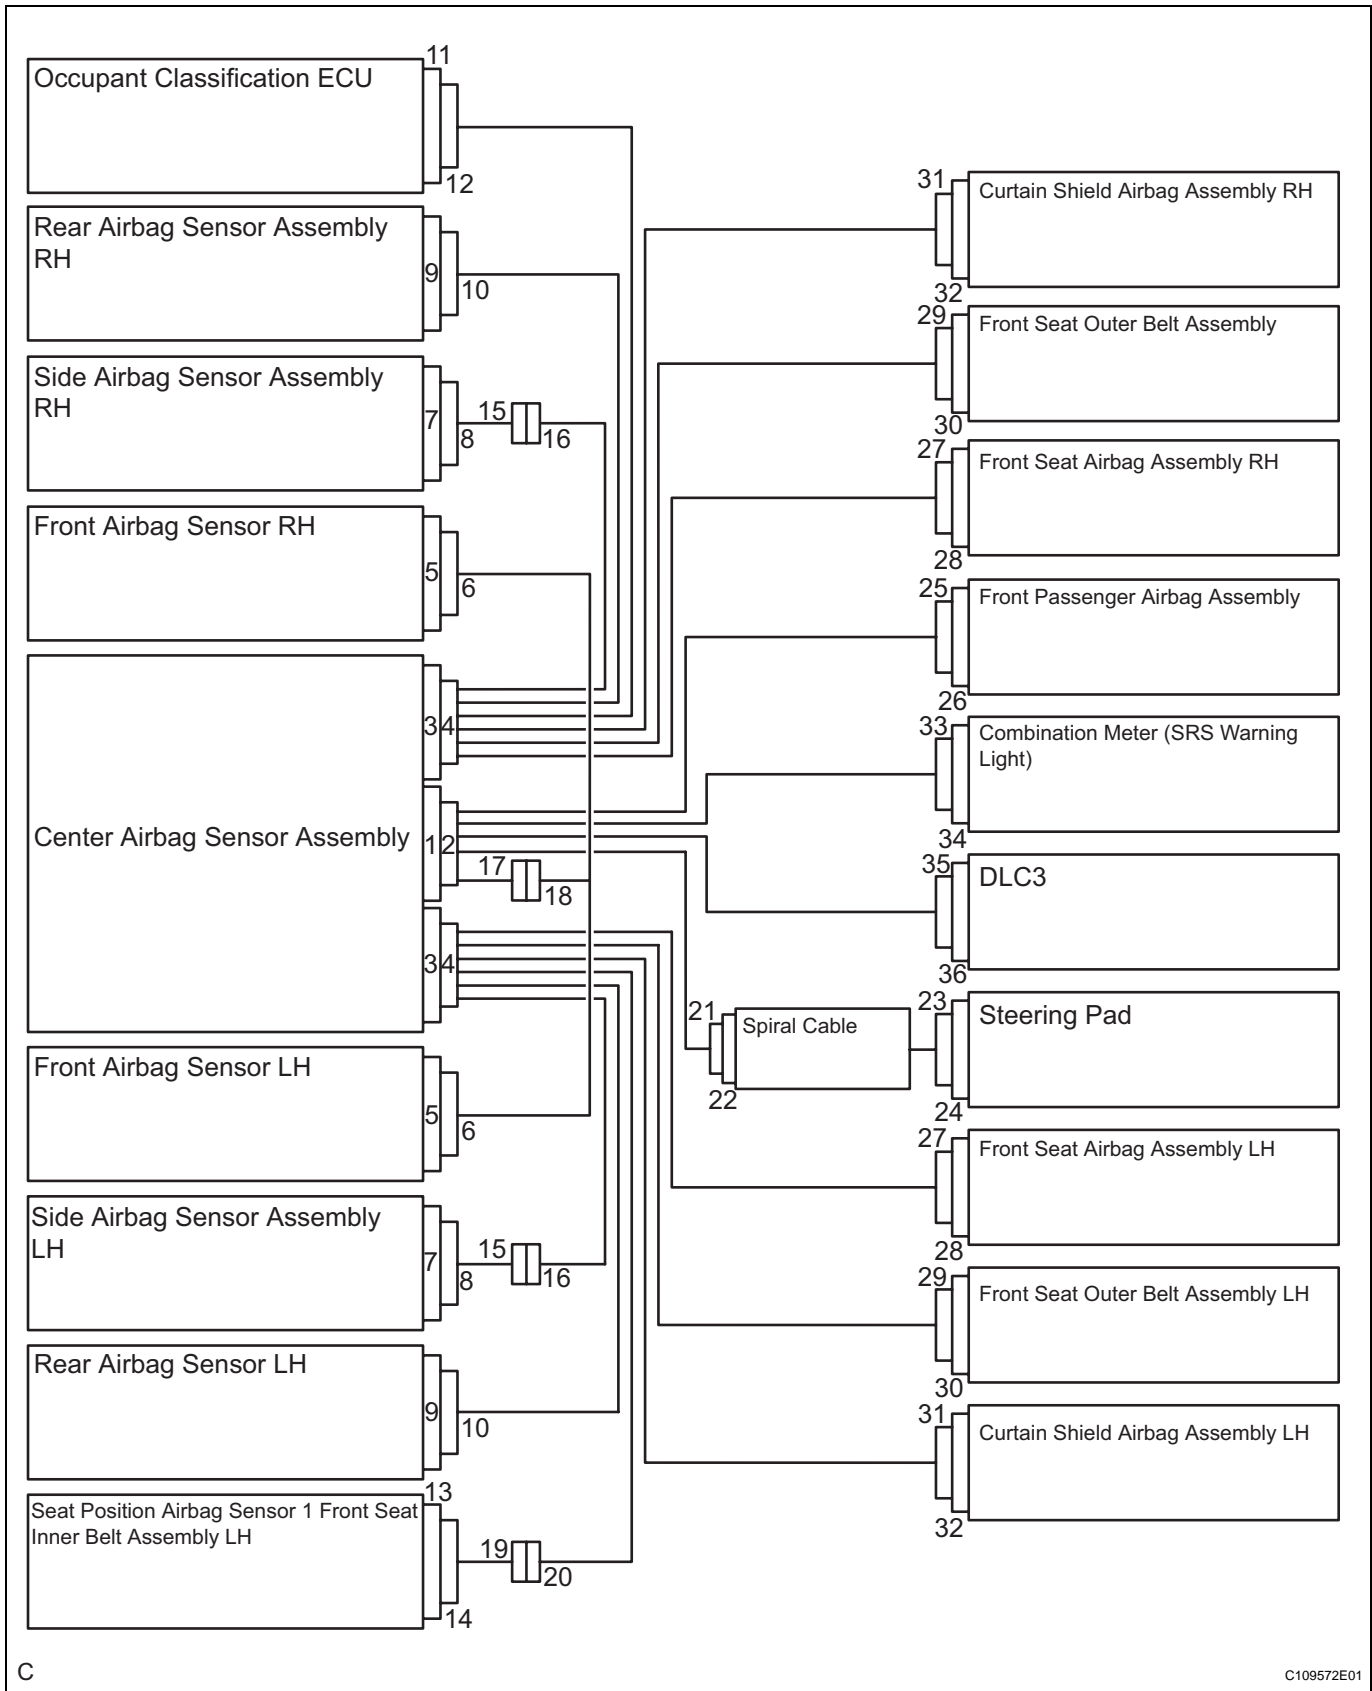 11
Occupant Classification ECU
12
Rear Airbag Sensor Assembly
RH
9
10
Side Airbag Sensor Assembly
RH
7
8
15
16
Front Airbag Sensor RH
5
6
Center Airbag Sensor Assembly
3 4
1 2
17
18
3 4
Front Airbag Sensor LH
5
6
Side Airbag Sensor Assembly
LH
7
8
15
16
Rear Airbag Sensor LH
9
10
13
Seat Position Airbag Sensor 1 Front Seat
Inner Belt Assembly LH
14
19
20
31
Curtain Shield Airbag Assembly RH
32
29
Front Seat Outer Belt Assembly
30
27
Front Seat Airbag Assembly RH
28
25
Front Passenger Airbag Assembly
26
33
Combination Meter (SRS Warning
Light)
34
35
DLC3
36
21
Spiral Cable
22
23
Steering Pad
24
27
Front Seat Airbag Assembly LH
28
29
Front Seat Outer Belt Assembly LH
30
31
Curtain Shield Airbag Assembly LH
32
C
C109572E01